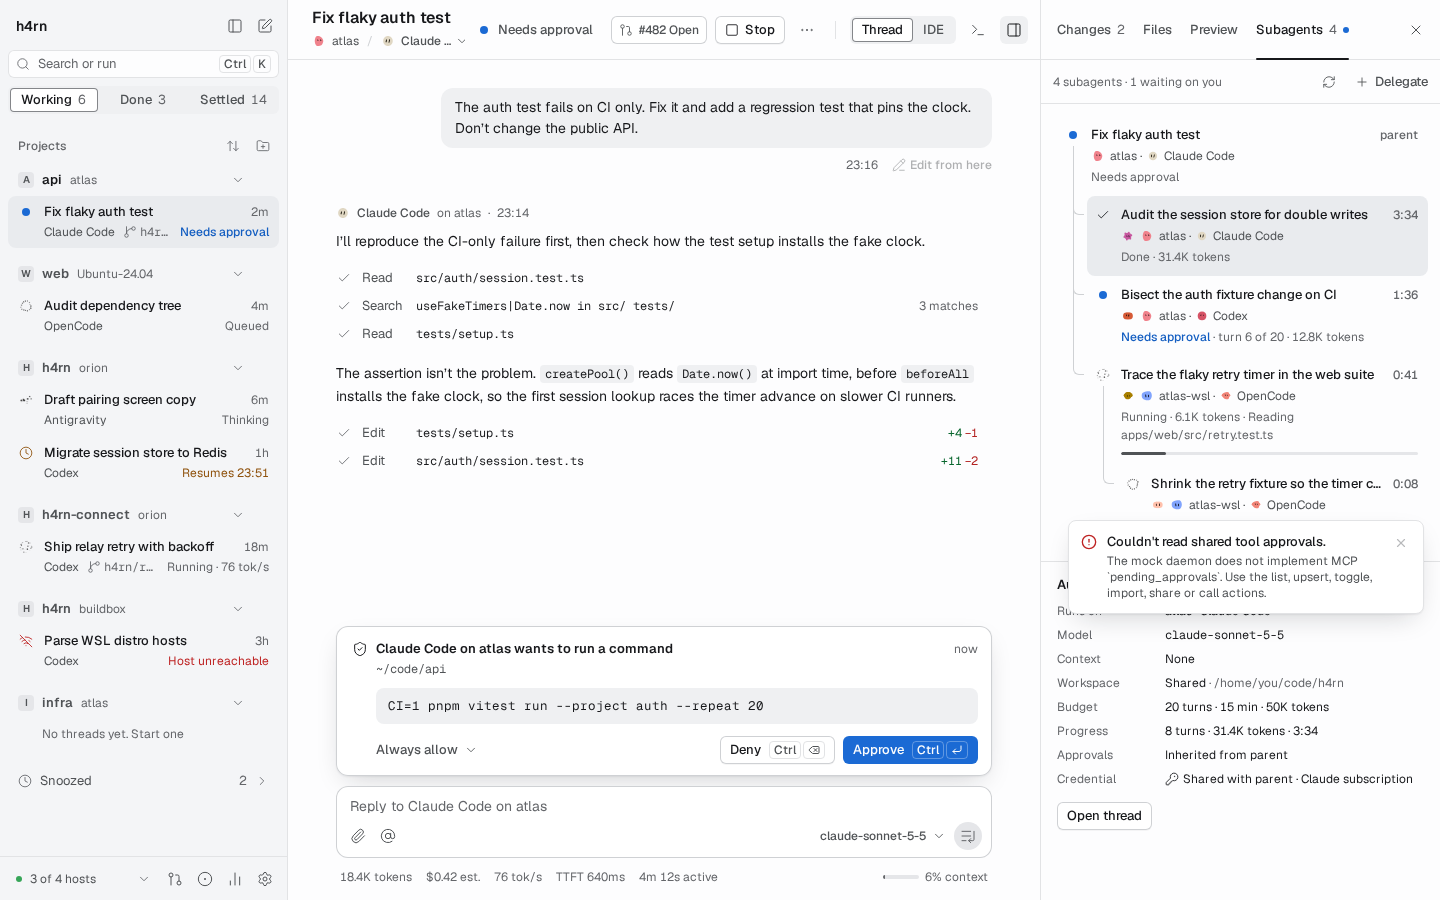 h4rn
Search or run Ctrl K
Working 6 Done 3 Settled 14
Projects
A api atlas
Fix flaky auth test 2m
Claude Code h4r... Needs approval
W web Ubuntu-24.04
Audit dependency tree 4m
OpenCode Queued
H h4rn orion
Draft pairing screen copy 6m
Antigravity Thinking
Migrate session store to Redis 1h
Codex Resumes 23:51
H h4rn-connect orion
Ship relay retry with backoff 18m
Codex h4rn/r... Running · 76 tok/s
H h4rn buildbox
Parse WSL distro hosts 3h
Codex Host unreachable
I infra atlas
No threads yet. Start one
Snoozed 2
3 of 4 hosts
Fix flaky auth test
atlas / Claude ...
Needs approval
#482 Open
Stop
Thread IDE
The auth test fails on CI only. Fix it and add a regression test that pins the clock.
Don’t change the public API.
23:16 Edit from here
Claude Code on atlas · 23:14
I’ll reproduce the CI-only failure first, then check how the test setup installs the fake clock.
Read src/auth/session.test.ts
Search useFakeTimers|Date.now in src/ tests/ 3 matches
Read tests/setup.ts
The assertion isn’t the problem. createPool() reads Date.now() at import time, before beforeAll
installs the fake clock, so the first session lookup races the timer advance on slower CI runners.
Edit tests/setup.ts +4 −1
Edit src/auth/session.test.ts +11 −2
Claude Code on atlas wants to run a command now
~/code/api
CI=1 pnpm vitest run --project auth --repeat 20
Always allow
Deny Ctrl
Approve Ctrl
Reply to Claude Code on atlas
claude-sonnet-5-5
18.4K tokens $0.42 est. 76 tok/s TTFT 640ms 4m 12s active 6% context
Changes 2 Files Preview Subagents 4
4 subagents · 1 waiting on you
Delegate
Fix flaky auth test parent
atlas · Claude Code
Needs approval
Audit the session store for double writes 3:34
atlas · Claude Code
Done · 31.4K tokens
Bisect the auth fixture change on CI 1:36
atlas · Codex
Needs approval · turn 6 of 20 · 12.8K tokens
Trace the flaky retry timer in the web suite 0:41
atlas-wsl · OpenCode
Running · 6.1K tokens · Reading
apps/web/src/retry.test.ts
Shrink the retry fixture so the timer c... 0:08
atlas-wsl · OpenCode
Couldn't read shared tool approvals.
The mock daemon does not implement MCP
`pending_approvals`. Use the list, upsert, toggle,
import, share or call actions.
Model claude-sonnet-5-5
Context None
Workspace Shared · /home/you/code/h4rn
Budget 20 turns · 15 min · 50K tokens
Progress 8 turns · 31.4K tokens · 3:34
Approvals Inherited from parent
Credential Shared with parent · Claude subscription
Open thread